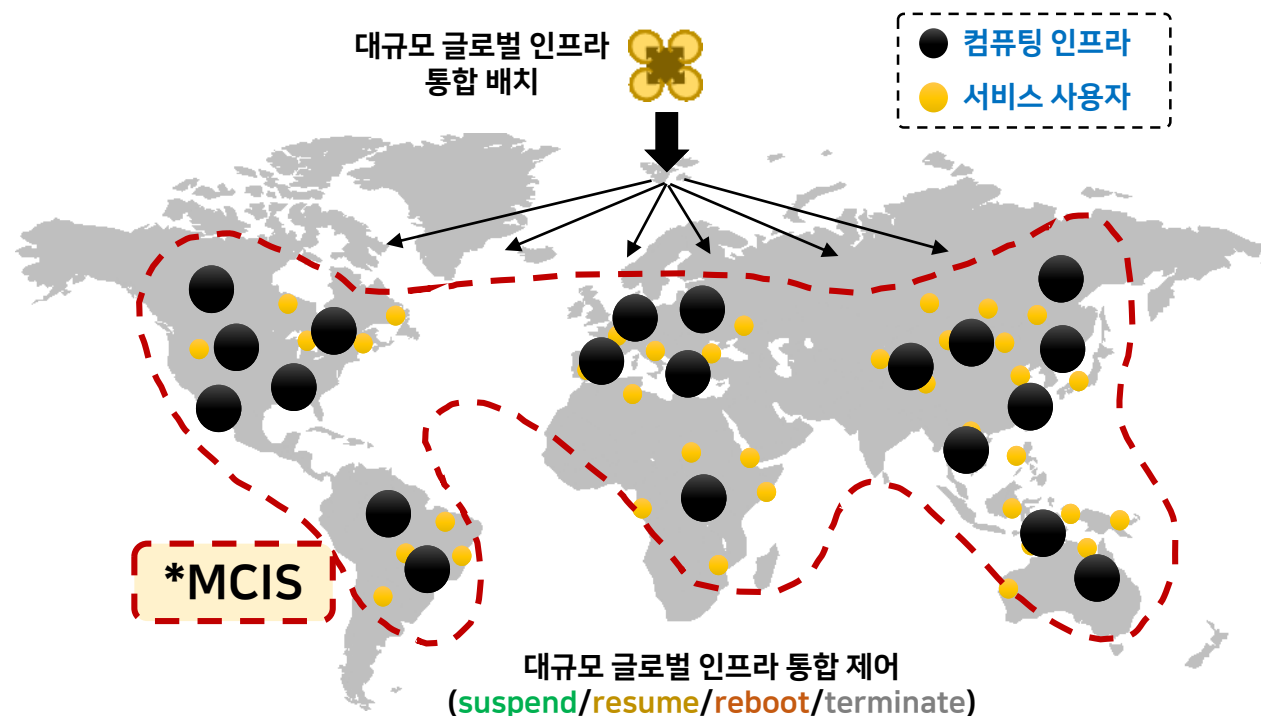 대규모 글로벌 인프라
통합 배치
컴퓨팅 인프라
서비스 사용자
*MCIS
대규모 글로벌 인프라 통합 제어
(suspend/resume/reboot/terminate)